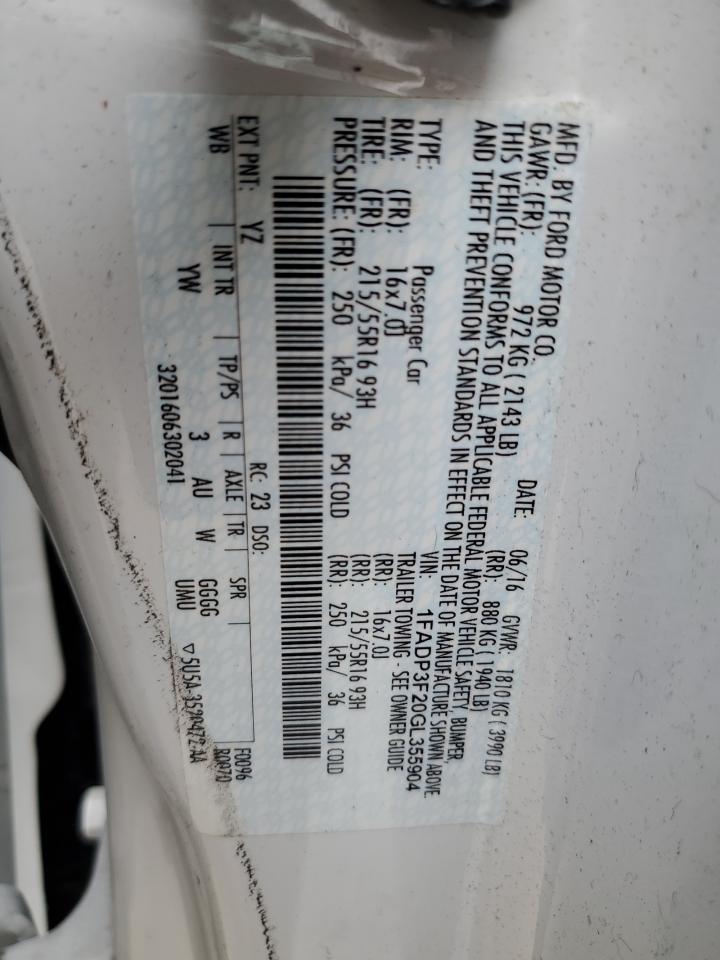 MFD. BY FORD MOTOR CO.
DATE: 06/16 GVWR: 1810 KG ( 3990 LB)
GAWR: (FR): 972 KG ( 2143 LB) (RR): 880 KG ( 1940 LB)
THIS VEHICLE CONFORMS TO ALL APPLICABLE FEDERAL MOTOR VEHICLE SAFETY, BUMPER,
AND THEFT PREVENTION STANDARDS IN EFFECT ON THE DATE OF MANUFACTURE SHOWN ABOVE.
VIN: 1FADP3F20GL355904
TYPE: Passenger Car TRAILER TOWING - SEE OWNER GUIDE
RIM: (FR): 16x7.0J (RR): 16x7.0J
TIRE: (FR): 215/55R16 93H (RR): 215/55R16 93H
PRESSURE: (FR): 250 kPa/ 36 PSI COLD (RR): 250 kPa/ 36 PSI COLD
EXT PNT: YZ RC: 23 DSO: F0096
WB INT TR TP/PS R AXLE TR SPR R0070
YW 3 AU W GGGG
UMU
3201606302041 ▽5U5A-3520472-AA